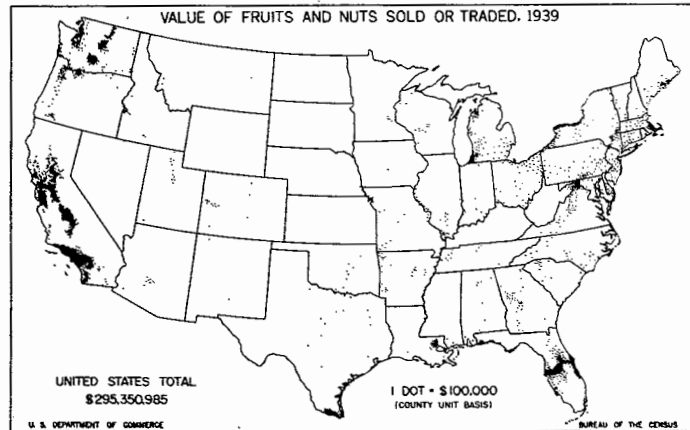 VALUE OF FRUITS AND NUTS SOLD OR TRADED, 1939
UNITED STATES TOTAL
$295,350,985
1 DOT = $100,000
(COUNTY UNIT BASIS)
U. S. DEPARTMENT OF COMMERCE
BUREAU OF THE CENSUS